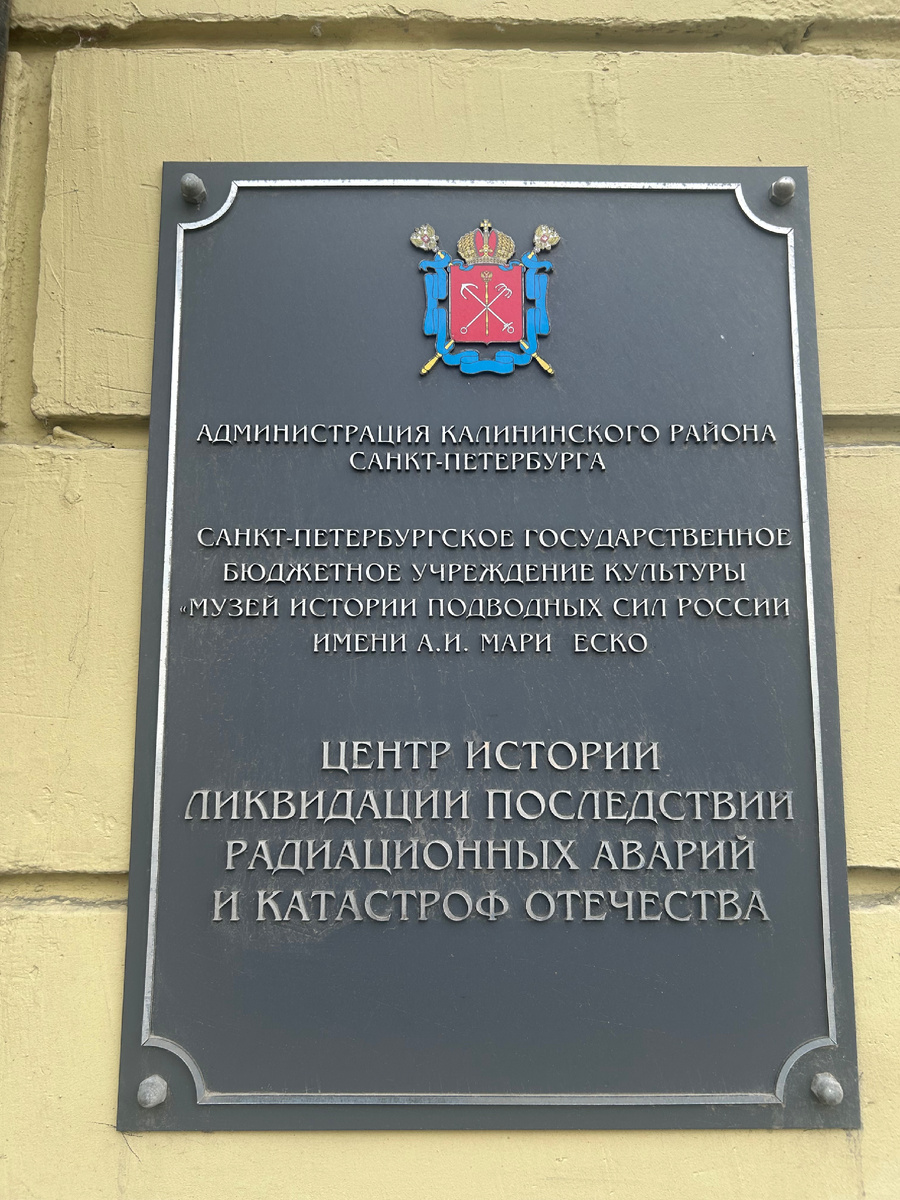 АДМИНИСТРАЦИЯ КАЛИНИНСКОГО РАЙОНА
САНКТ-ПЕТЕРБУРГА
САНКТ-ПЕТЕРБУРГСКОЕ ГОСУДАРСТВЕННОЕ
БЮДЖЕТНОЕ УЧРЕЖДЕНИЕ КУЛЬТУРЫ
«МУЗЕЙ ИСТОРИИ ПОДВОДНЫХ СИЛ РОССИИ
ИМЕНИ А.И. МАРИ ЕСКО
ЦЕНТР ИСТОРИИ
ЛИКВИДАЦИИ ПОСЛЕДСТВИИ
РАДИАЦИОННЫХ АВАРИЙ
И КАТАСТРОФ ОТЕЧЕСТВА